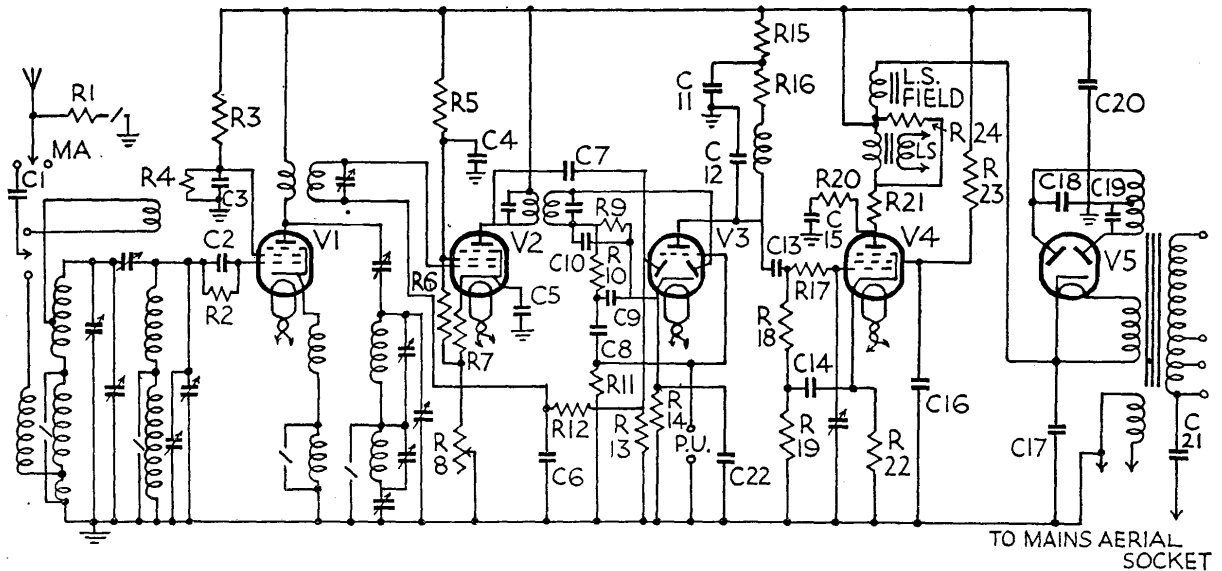 R1
MA
C1
R3
R4
C3
C2
R2
V1
R5
C4
C7
V2
R6
R7
R
8
C5
R9
C10
R
10
C9
C8
R11
R12
R
13
C6
R
14
P.U.
C22
V3
C
11
C
12
R15
R16
C13
R17
R
18
C14
R
19
R20
C
15
R21
V4
L.S.
FIELD
R 24
LS
R
23
R
22
C16
C20
C18
C19
V5
C17
C
21
TO MAINS AERIAL
SOCKET